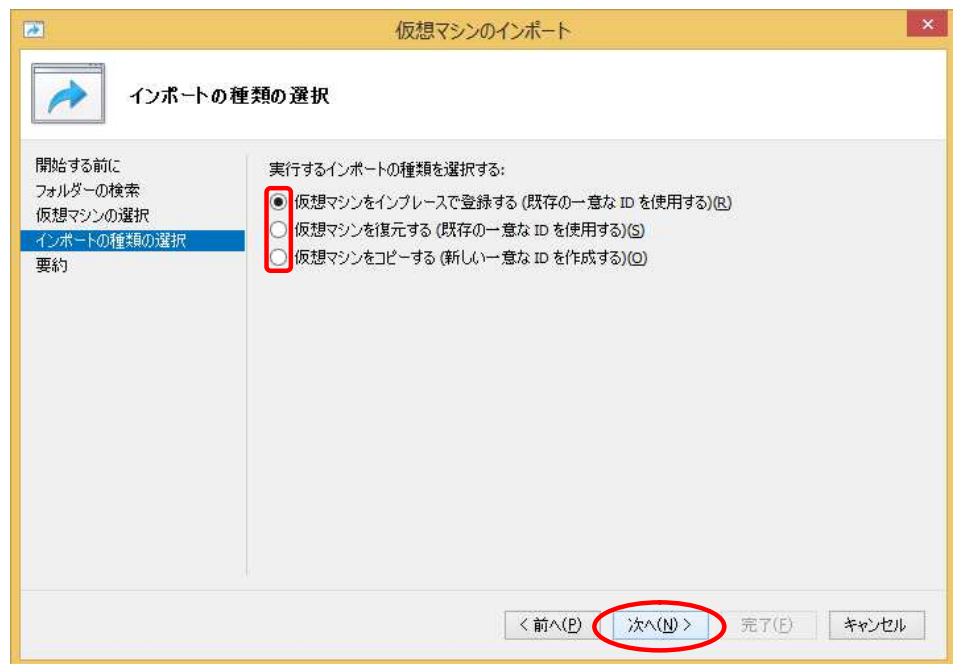 仮想マシンのインポート
インポートの種類の選択
開始する前に
フォルダーの検索
仮想マシンの選択
インポートの種類の選択
要約
実行するインポートの種類を選択する:
仮想マシンをインプレースで登録する (既存の一意な ID を使用する)(R)
仮想マシンを復元する (既存の一意な ID を使用する)(S)
仮想マシンをコピーする (新しい一意な ID を作成する)(O)
< 前へ(P) 次へ(N) > 完了(F) キャンセル